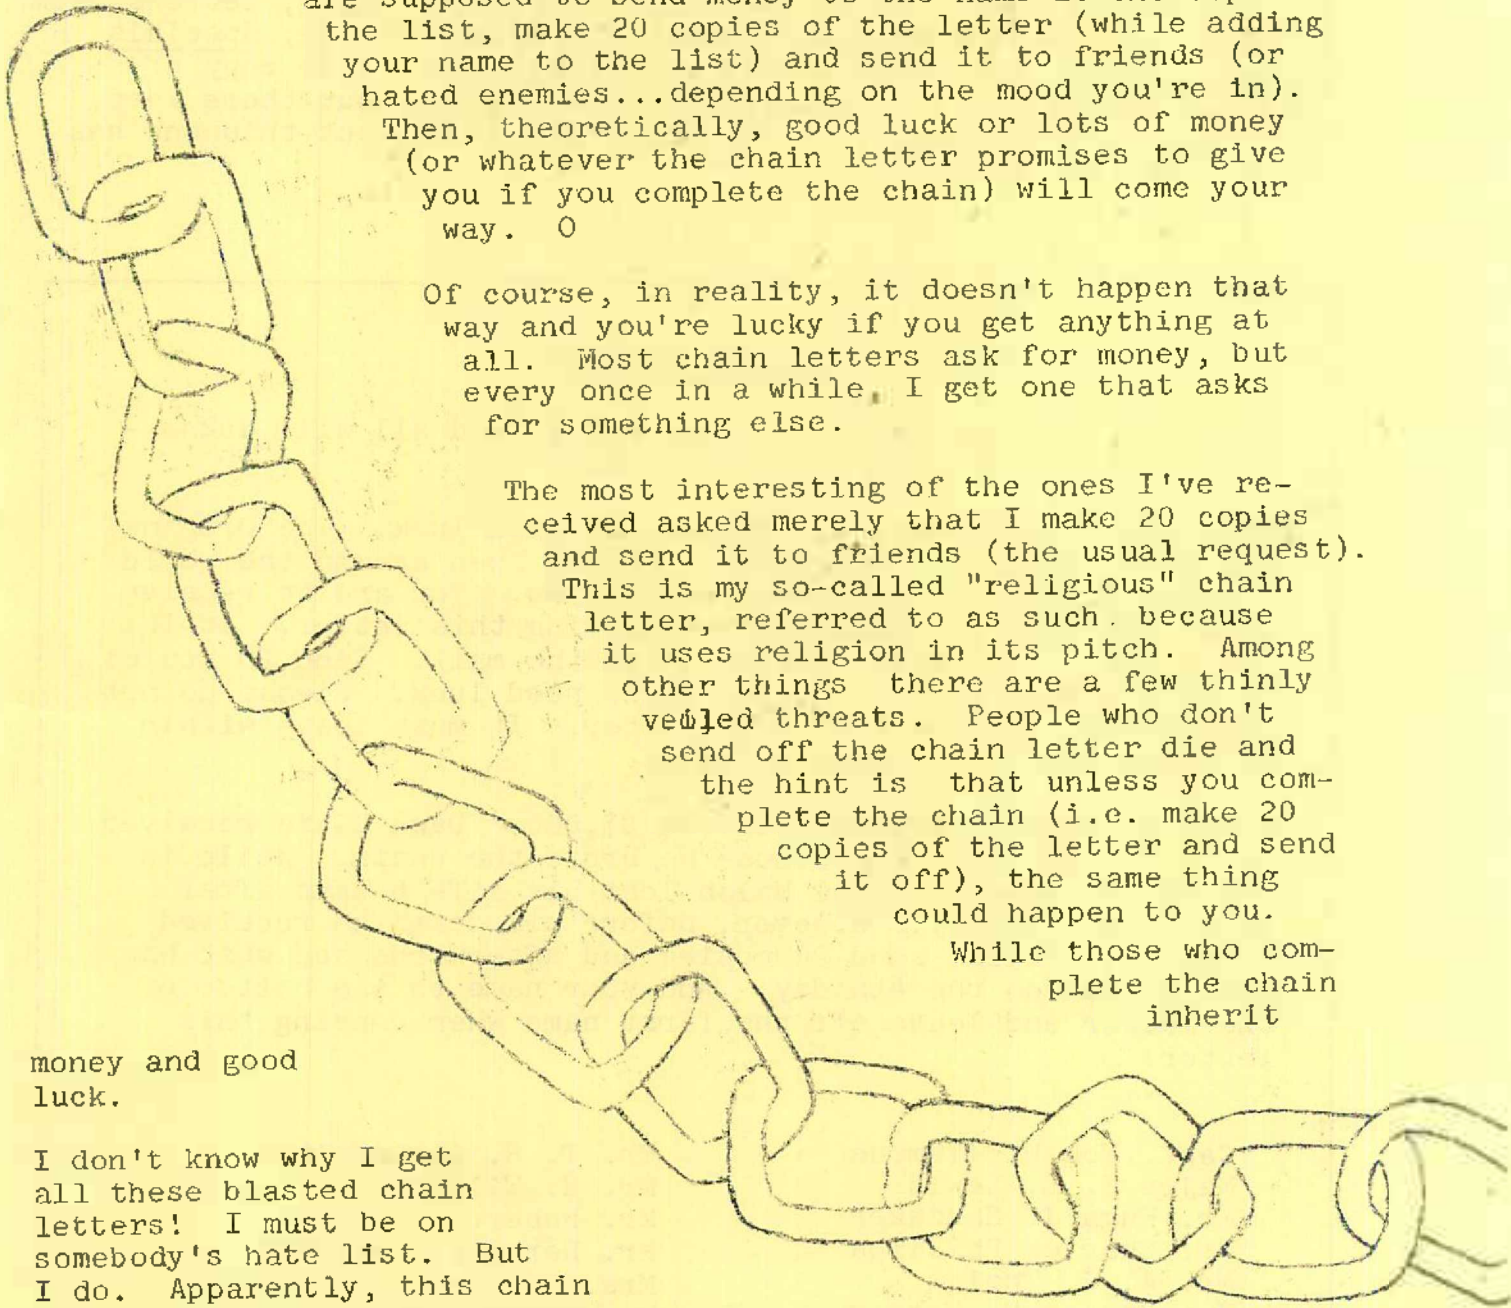 the list, make 20 copies of the letter (while adding
your name to the list) and send it to friends (or
hated enemies...depending on the mood you're in).
Then, theoretically, good luck or lots of money
(or whatever the chain letter promises to give
you if you complete the chain) will come your
way. O
Of course, in reality, it doesn't happen that
way and you're lucky if you get anything at
all. Most chain letters ask for money, but
every once in a while, I get one that asks
for something else.
The most interesting of the ones I've re-
ceived asked merely that I make 20 copies
and send it to friends (the usual request).
This is my so-called "religious" chain
letter, referred to as such. because
it uses religion in its pitch. Among
other things there are a few thinly
threats. People who don't
send off the chain letter die and
the hint is that unless you com-
plete the chain (i.e. make 20
copies of the letter and send
it off), the same thing
could happen to you.
While those who com-
plete the chain
inherit
money and good
luck.
I don't know why I get
all these blasted chain
letters! I must be on
somebody's hate list. But
I do. Apparently, this chain